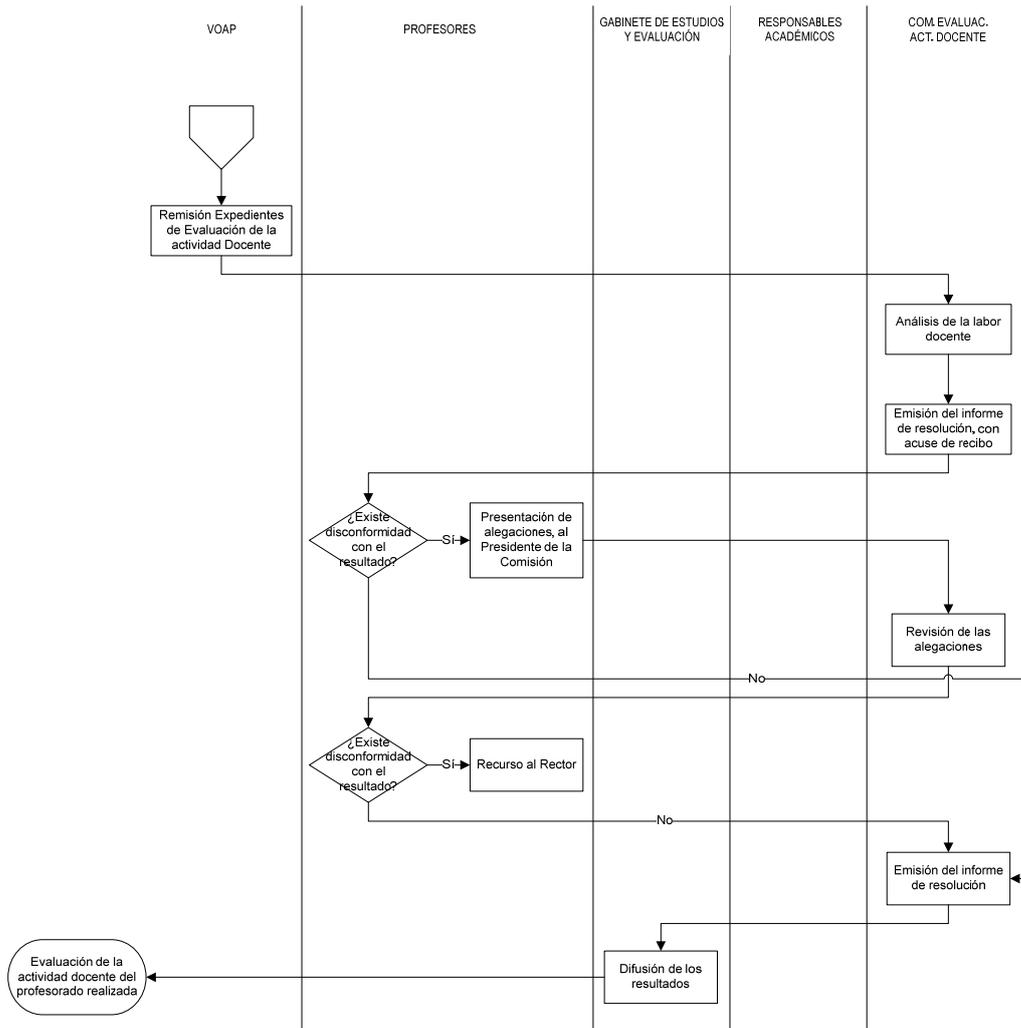 VOAP
PROFESORES
GABINETE DE ESTUDIOS
Y EVALUACIÓN
RESPONSABLES
ACADÉMICOS
COM. EVALUAC.
ACT. DOCENTE
Remisión Expedientes
de Evaluación de la
actividad Docente
Análisis de la labor
docente
Emisión del informe
de resolución, con
acuse de recibo
¿Existe
disconformidad
con el
resultado?
Sí
Presentación de
alegaciones, al
Presidente de la
Comisión
Revisión de las
alegaciones
No
¿Existe
disconformidad
con el
resultado?
Sí
Recurso al Rector
No
Emisión del informe
de resolución
Difusión de los
resultados
Evaluación de la
actividad docente del
profesorado realizada